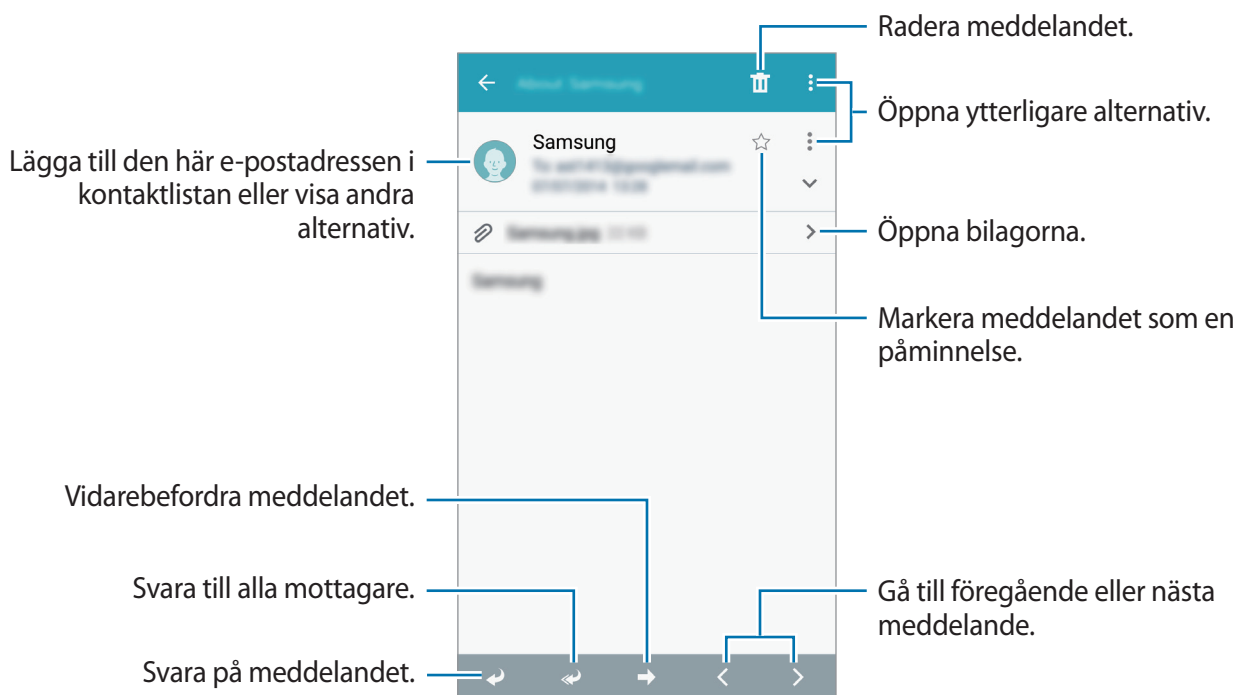 Radera meddelandet.
Öppna ytterligare alternativ.
Samsung
Lägga till den här e-postadressen i
kontaktlistan eller visa andra
alternativ.
Öppna bilagorna.
Markera meddelandet som en
påminnelse.
Vidarebefordra meddelandet.
Svara till alla mottagare.
Gå till föregående eller nästa
meddelande.
Svara på meddelandet.